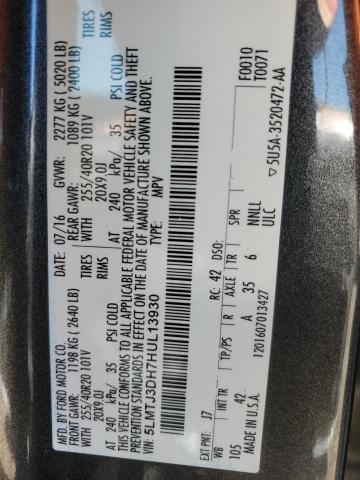 MFD. BY FORD MOTOR CO.
DATE: 07/16 GVWR: 2277 KG ( 5020 LB)
FRONT GAWR: 1198 KG (2640 LB) REAR GAWR: 1089 KG ( 2400 LB)
255/40R20 101V TIRES WITH 255/40R20 101V TIRES
20X9.0J RIMS 20X9.0J RIMS
AT 240 kPa/ 35 PSI COLD AT 240 kPa/ 35 PSI COLD
THIS VEHICLE CONFORMS TO ALL APPLICABLE FEDERAL MOTOR VEHICLE SAFETY AND THEFT
PREVENTION STANDARDS IN EFFECT ON THE DATE OF MANUFACTURE SHOWN ABOVE.
VIN: 5LMTJ3DH7HUL13930
TYPE: MPV
F0010
T0071
EXT PNT: J7 RC: 42 DSO:
WB INT TR TP/PS R AXLE TR SPR
105 42 A 35 6 NNLL
MADE IN U.S.A. ULC
1201607013427
▽ 5U5A-3520472-AA